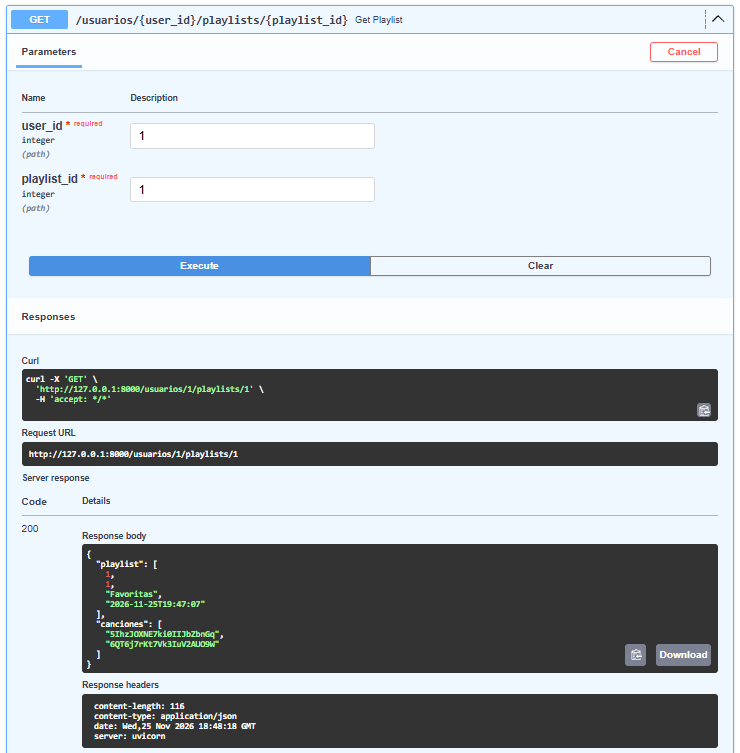 GET /usuarios/{user_id}/playlists/{playlist_id} Get Playlist
Parameters Cancel
Name Description
user_id * required
integer
(path)
1
playlist_id * required
integer
(path)
1
Execute Clear
Responses
Curl
curl -X 'GET' \
'http://127.0.0.1:8000/usuarios/1/playlists/1' \
-H 'accept: */*'
Request URL
http://127.0.0.1:8000/usuarios/1/playlists/1
Server response
Code Details
200
Response body
{
"playlist": [
1,
1,
"Favoritas",
"2026-11-25T19:47:07"
],
"canciones": [
"5IhzJOXNE7ki0IIJbZbnGq",
"6QT6j7rKt7Vk3IuV2AUO9W"
]
}
Download
Response headers
content-length: 116
content-type: application/json
date: Wed,25 Nov 2026 18:48:18 GMT
server: uvicorn